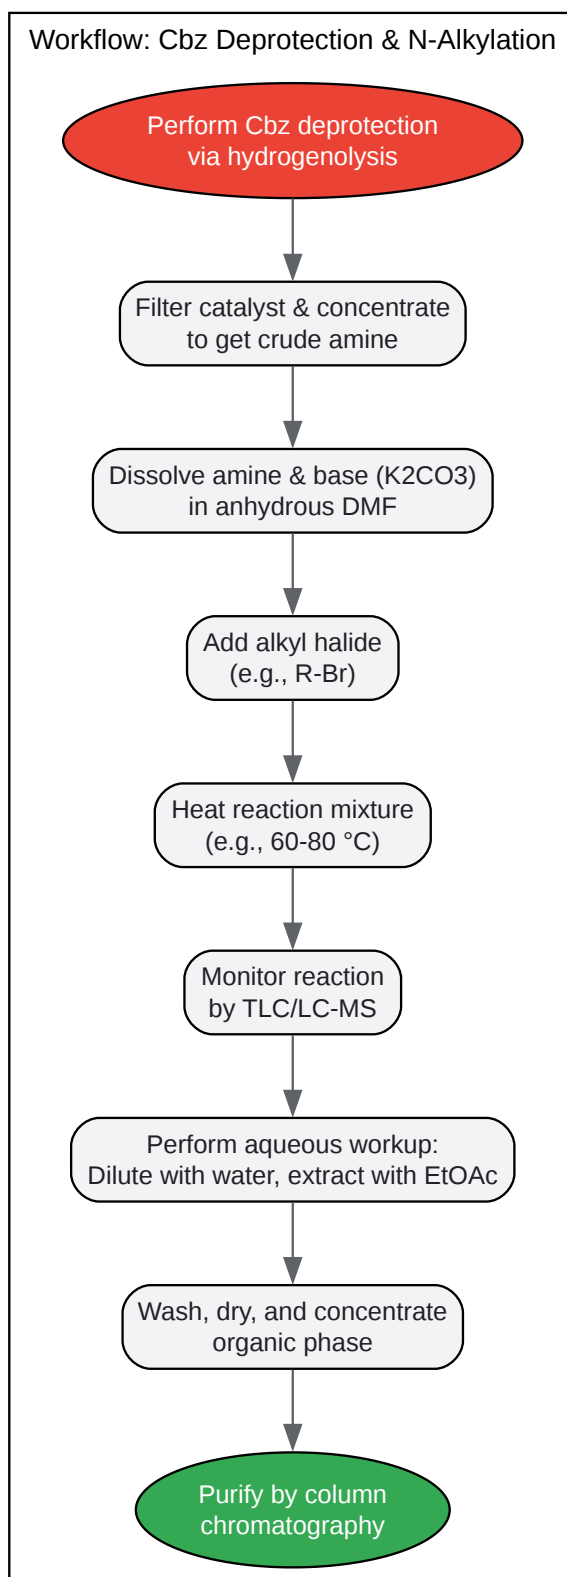 Workflow: Cbz Deprotection & N-Alkylation
Perform Cbz deprotection
via hydrogenolysis
Filter catalyst & concentrate
to get crude amine
Dissolve amine & base (K2CO3)
in anhydrous DMF
Add alkyl halide
(e.g., R-Br)
Heat reaction mixture
(e.g., 60-80 °C)
Monitor reaction
by TLC/LC-MS
Perform aqueous workup:
Dilute with water, extract with EtOAc
Wash, dry, and concentrate
organic phase
Purify by column
chromatography